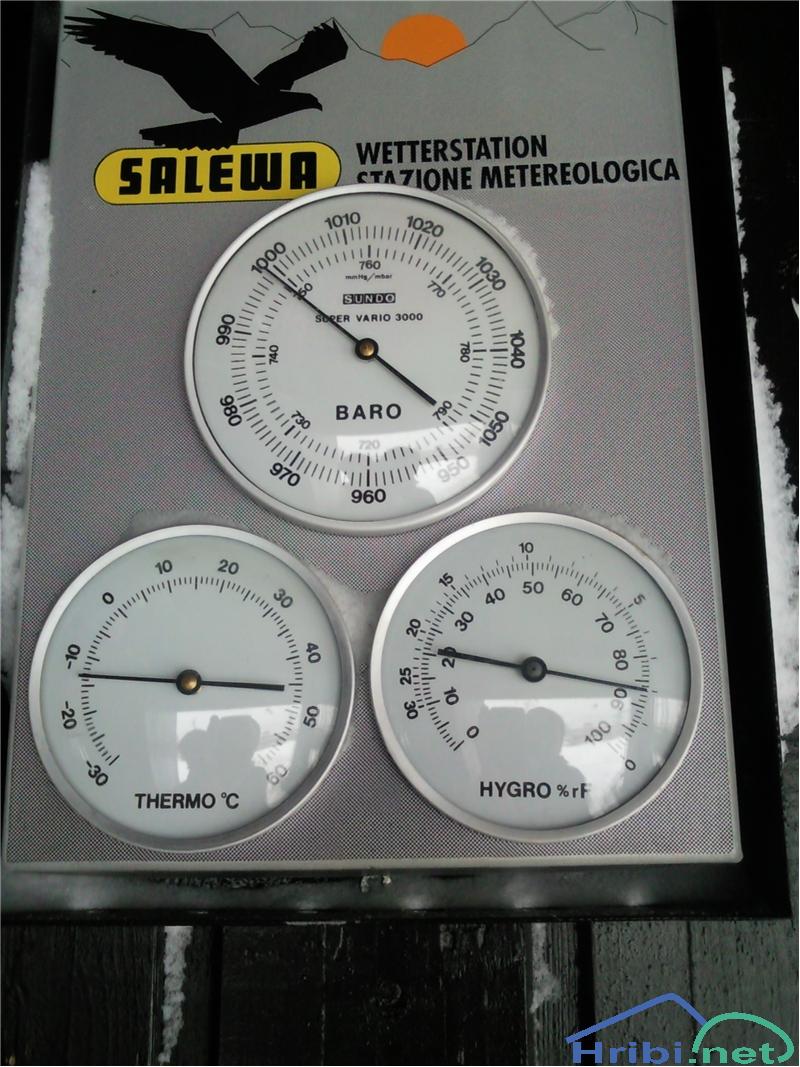 SALEWA
WETTERSTATION
STAZIONE METEREOLOGICA
950 960 970 980 990 1000 1010 1020 1030 1040 1050
720 730 740 750 760 770 780 790
mmHg/mbar
SUNDO
SUPER VARIO 3000
BARO
-30 -20 -10 0 10 20 30 40 50 60
THERMO °C
30 25 20 15 10 5 0
0 10 20 30 40 50 60 70 80 90 100
HYGRO % rF
Hribi.net